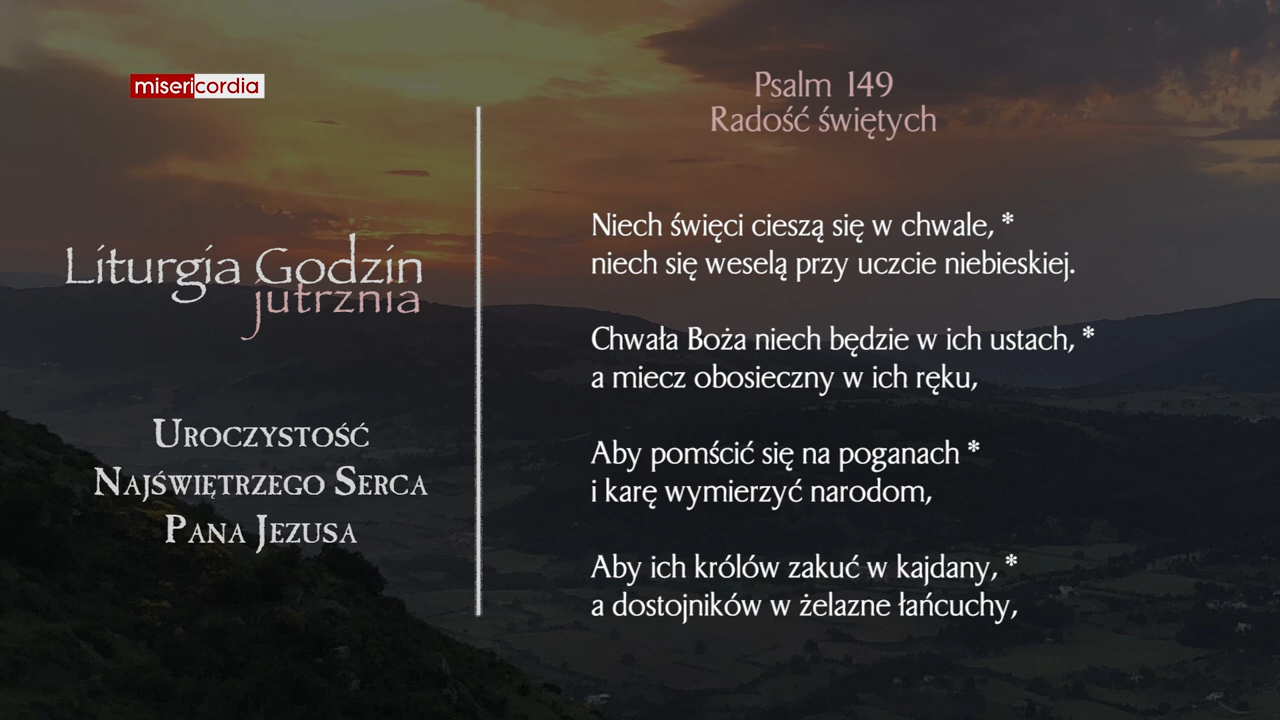 misericordia
Liturgia Godzin
jutrznia
Uroczystość
Najświętrzego Serca
Pana Jezusa
Psalm 149
Radość świętych
Niech święci cieszą się w chwale, *
niech się weselą przy uczcie niebieskiej.
Chwała Boża niech będzie w ich ustach, *
a miecz obosieczny w ich ręku,
Aby pomścić się na poganach *
i karę wymierzyć narodom,
Aby ich królów zakuć w kajdany, *
a dostojników w żelazne łańcuchy,